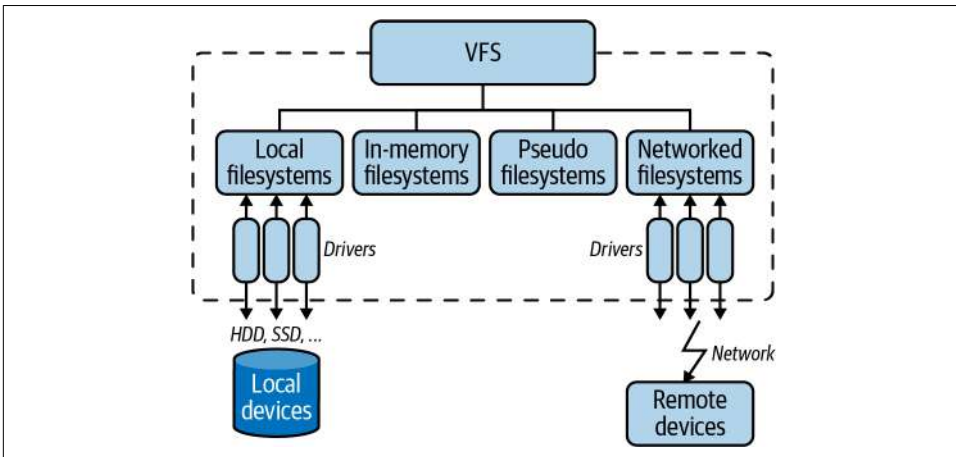 VFS
Local
filesystems
In-memory
filesystems
Pseudo
filesystems
Networked
filesystems
Drivers
Drivers
HDD, SSD, ...
Local
devices
Network
Remote
devices